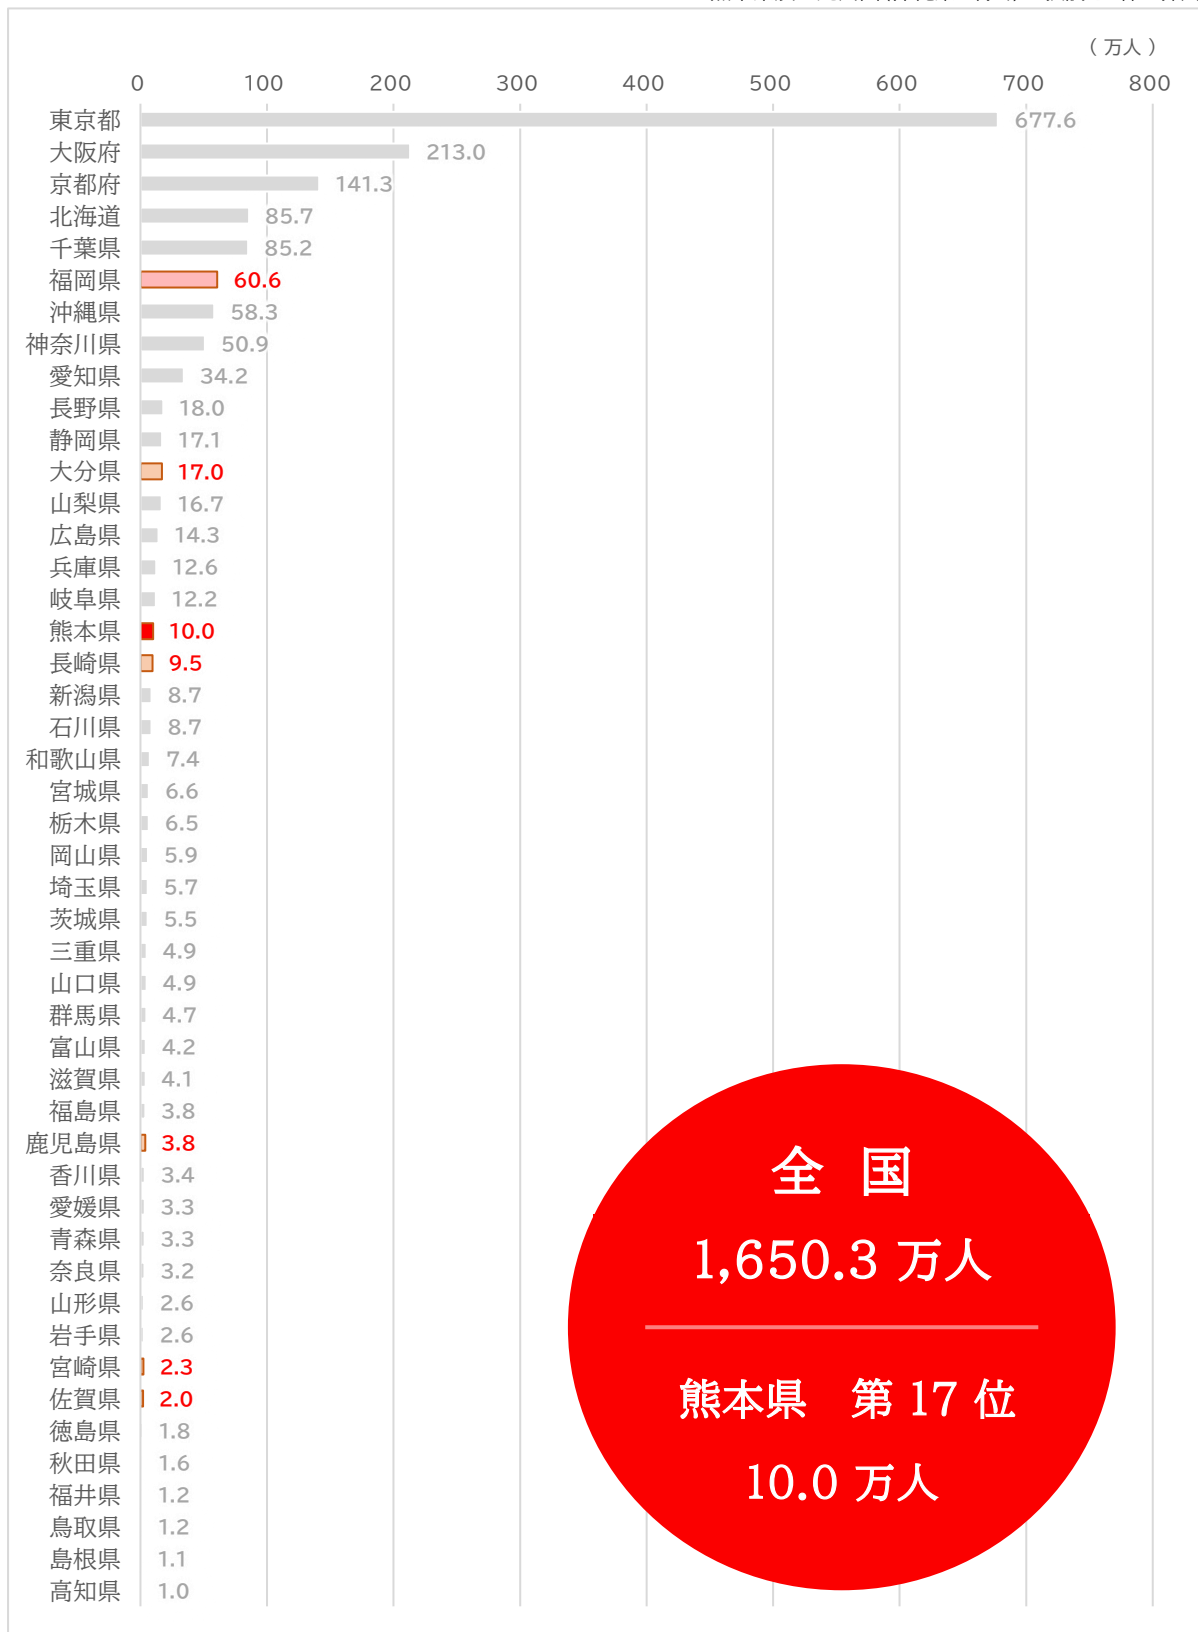 （ 万人 ）
0 100 200 300 400 500 600 700 800
東京都 677.6
大阪府 213.0
京都府 141.3
北海道 85.7
千葉県 85.2
福岡県 60.6
沖縄県 58.3
神奈川県 50.9
愛知県 34.2
長野県 18.0
静岡県 17.1
大分県 17.0
山梨県 16.7
広島県 14.3
兵庫県 12.6
岐阜県 12.2
熊本県 10.0
長崎県 9.5
新潟県 8.7
石川県 8.7
和歌山県 7.4
宮城県 6.6
栃木県 6.5
岡山県 5.9
埼玉県 5.7
茨城県 5.5
三重県 4.9
山口県 4.9
群馬県 4.7
富山県 4.2
滋賀県 4.1
福島県 3.8
鹿児島県 3.8
香川県 3.4
愛媛県 3.3
青森県 3.3
奈良県 3.2
山形県 2.6
岩手県 2.6
宮崎県 2.3
佐賀県 2.0
徳島県 1.8
秋田県 1.6
福井県 1.2
鳥取県 1.2
島根県 1.1
高知県 1.0
全 国
1,650.3 万人
熊本県　第 17 位
10.0 万人